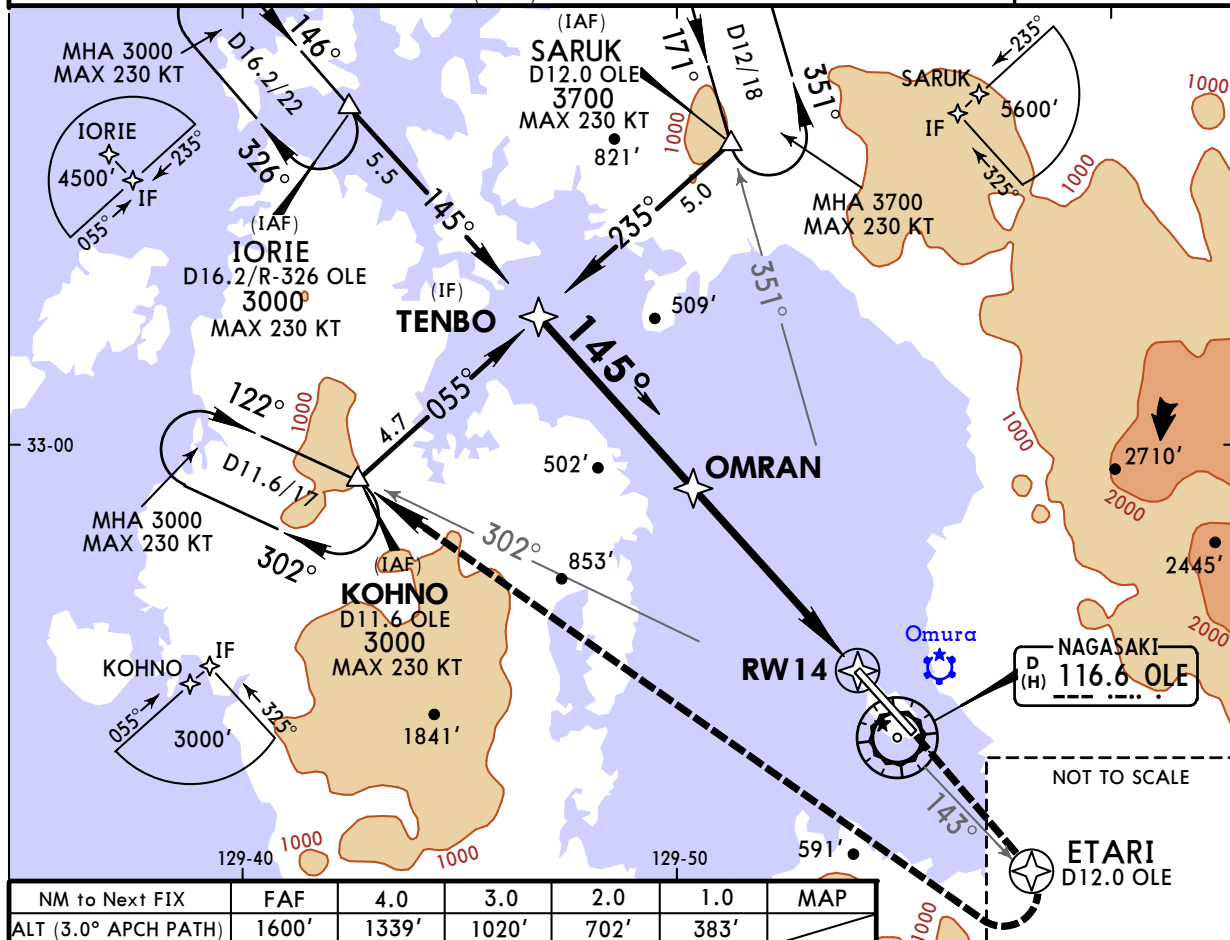 146°
MHA 3000
MAX 230 KT
D16.2/22
326°
IORIE
4500'
IF
235°
055°
5.5
145°
(IAF)
IORIE
D16.2/R-326 OLE
3000
MAX 230 KT
(IAF)
SARUK
D12.0 OLE
3700
MAX 230 KT
821'
1000
171°
D12/18
351°
235°
5.0
MHA 3700
MAX 230 KT
SARUK
IF
235°
5600'
325°
1000
1000
(IF)
TENBO
509'
351°
145°
33-00
122°
1000
4.7
055°
D11.6/17
MHA 3000
MAX 230 KT
302°
502'
OMRAN
1000
2710'
2000
2445'
2000
302°
853'
(IAF)
KOHNO
D11.6 OLE
3000
MAX 230 KT
KOHNO
IF
055°
325°
3000'
1841'
RW14
Omura
NAGASAKI
D
(H)
116.6 OLE
NOT TO SCALE
143°
ETARI
D12.0 OLE
591'
1000
1000
1000
129-40
129-50
NM to Next FIX FAF 4.0 3.0 2.0 1.0 MAP
ALT (3.0° APCH PATH) 1600' 1339' 1020' 702' 383'